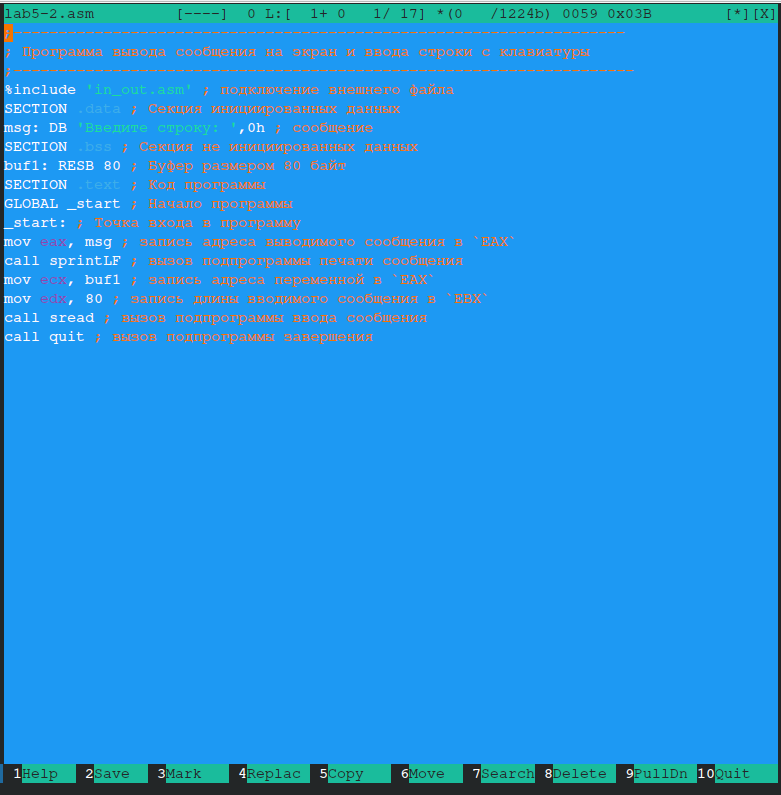 lab5-2.asm [----] 0 L:[ 1+ 0 1/ 17] *(0 /1224b) 0059 0x03B [*][X]
;--------------------------------------------------------------------
; Программа вывода сообщения на экран и ввода строки с клавиатуры
;---------------------------------------------------------------------
%include 'in_out.asm' ; подключение внешнего файла
SECTION .data ; Секция инициированных данных
msg: DB 'Введите строку: ',0h ; сообщение
SECTION .bss ; Секция не инициированных данных
buf1: RESB 80 ; Буфер размером 80 байт
SECTION .text ; Код программы
GLOBAL _start ; Начало программы
_start: ; Точка входа в программу
mov eax, msg ; запись адреса выводимого сообщения в `EAX`
call sprintLF ; вызов подпрограммы печати сообщения
mov ecx, buf1 ; запись адреса переменной в `EAX`
mov edx, 80 ; запись длины вводимого сообщения в `EBX`
call sread ; вызов подпрограммы ввода сообщения
call quit ; вызов подпрограммы завершения
1Help 2Save 3Mark 4Replac 5Copy 6Move 7Search 8Delete 9PullDn 10Quit